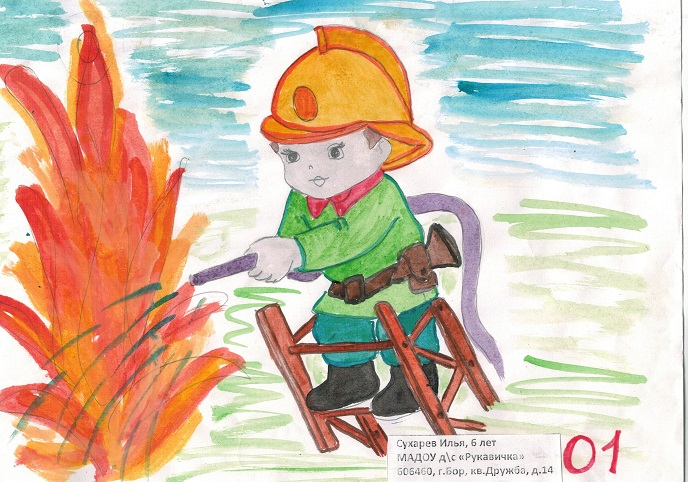 Сухарев Илья, 6 лет
МАДОУ д\с «Рукавичка»
606460, г.Бор, кв.Дружба, д.14
01